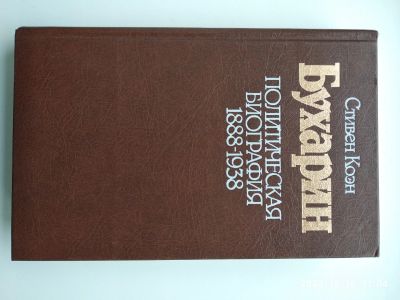 Стивен Коэн
Бухарин
ПОЛИТИЧЕСКАЯ
БИОГРАФИЯ
1888-1938